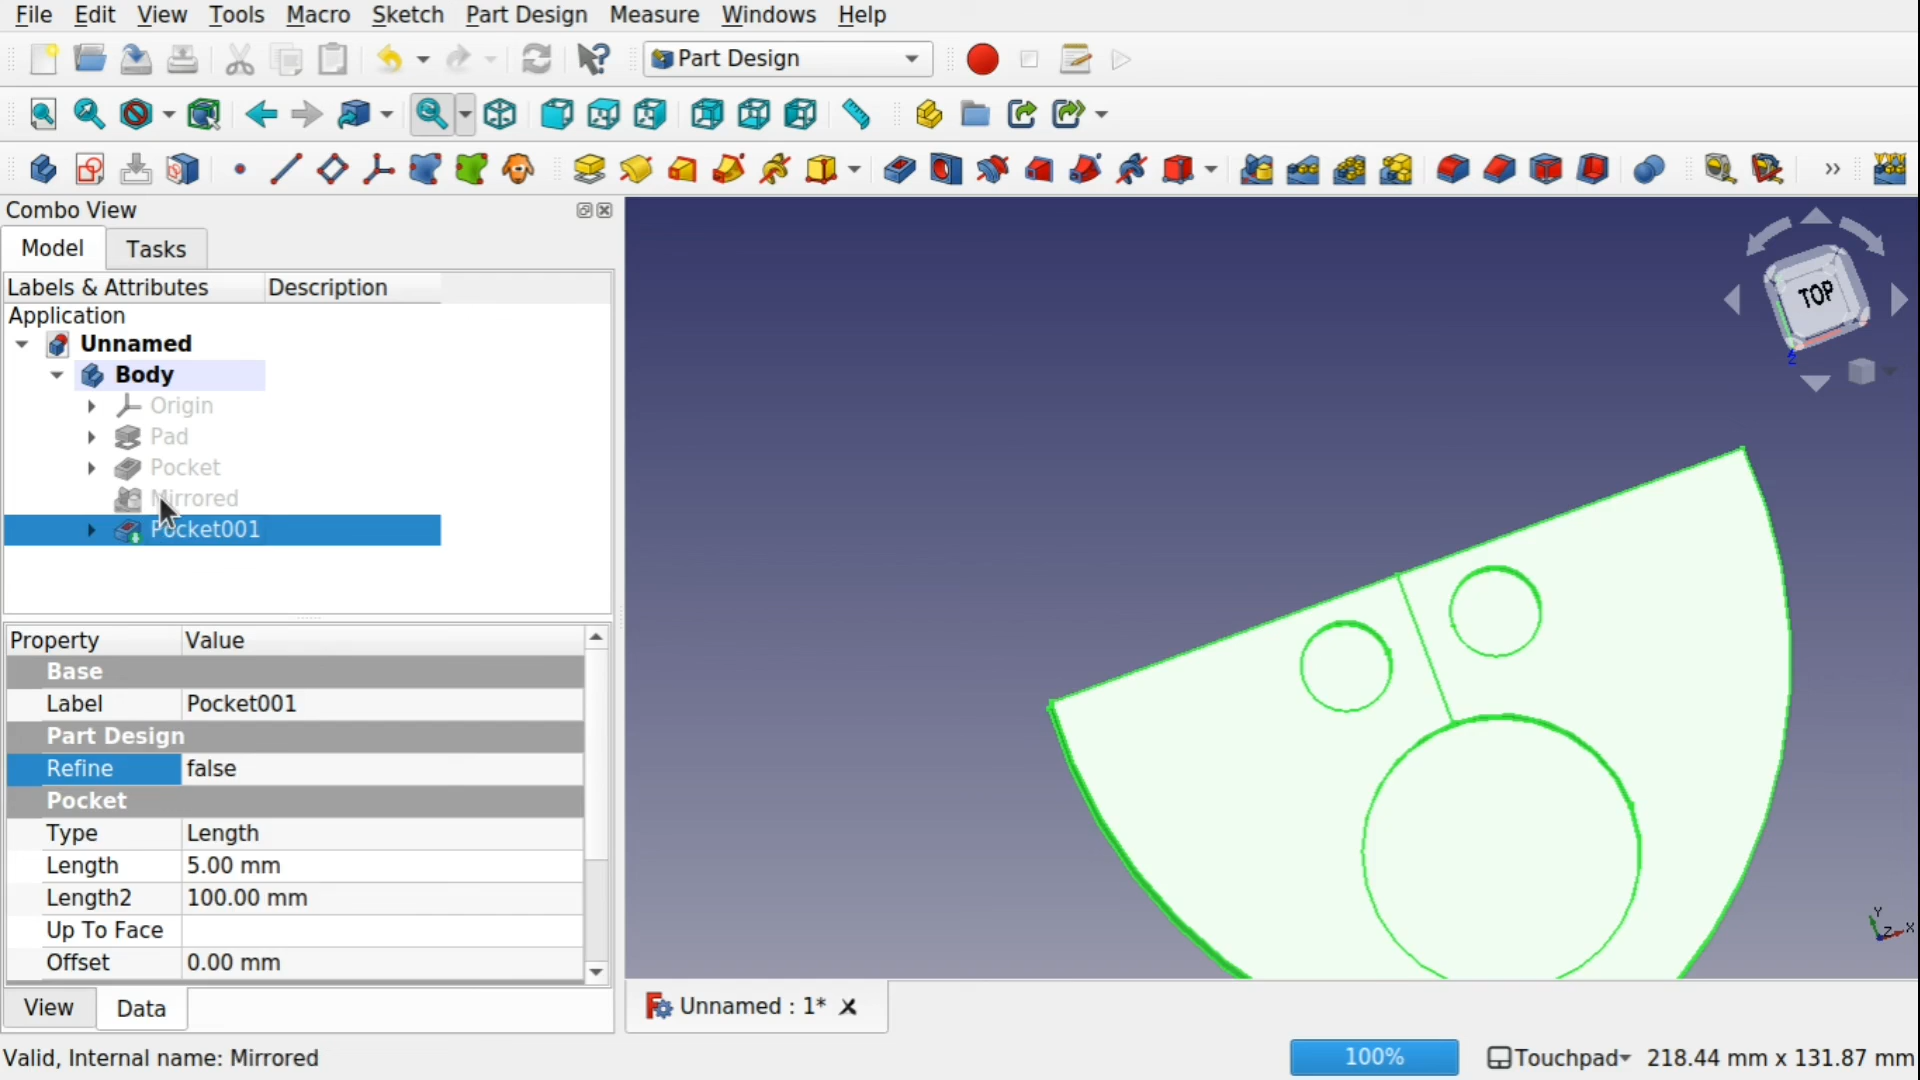 File Edit View Tools Macro Sketch Part Design Measure Windows Help
Part Design
»
Combo View
Model Tasks
Labels & Attributes Description
Application
Unnamed
Body
Origin
Pad
Pocket
Mirrored
Pocket001
TOP
Z
Property Value
Base
Label Pocket001
Part Design
Refine false
Pocket
Type Length
Length 5.00 mm
Length2 100.00 mm
Up To Face
Offset 0.00 mm
Y
Z X
View Data
Unnamed : 1*
Valid, Internal name: Mirrored
100% Touchpad 218.44 mm x 131.87 mm